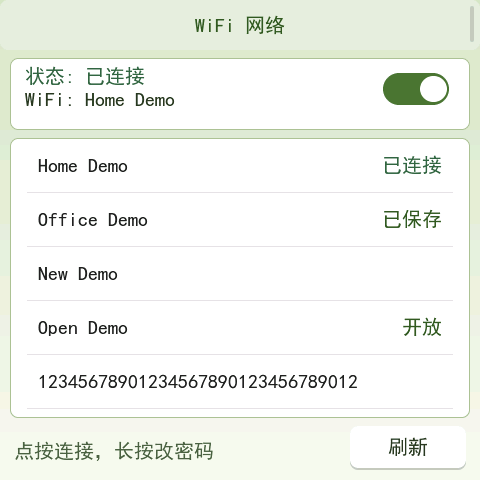 WiFi 网络
状态: 已连接
WiFi: Home Demo
Home Demo 已连接
Office Demo 已保存
New Demo
Open Demo 开放
12345678901234567890123456789012
点按连接，长按改密码
刷新